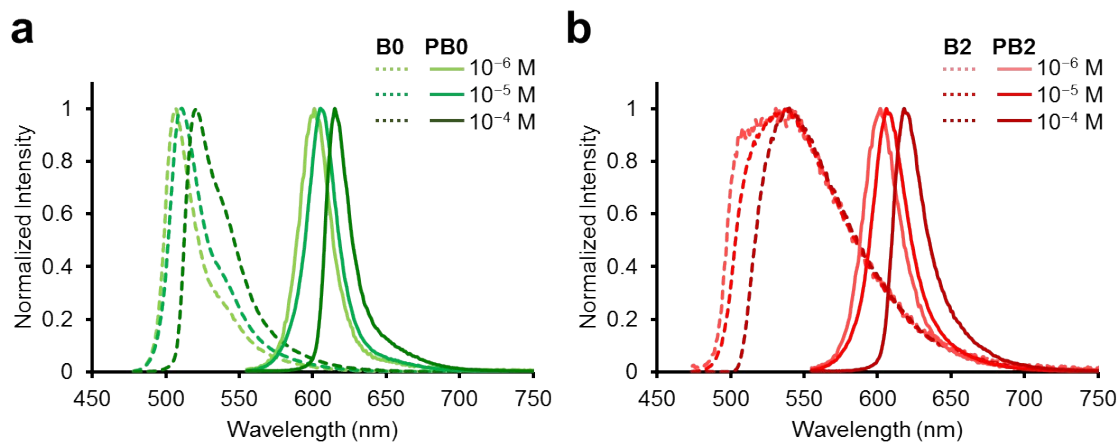 a
B0 PB0
10⁻⁶ M
10⁻⁵ M
10⁻⁴ M
Normalized Intensity
1
0.8
0.6
0.4
0.2
0
450 500 550 600 650 700 750
Wavelength (nm)
b
B2 PB2
10⁻⁶ M
10⁻⁵ M
10⁻⁴ M
Normalized Intensity
1
0.8
0.6
0.4
0.2
0
450 500 550 600 650 700 750
Wavelength (nm)